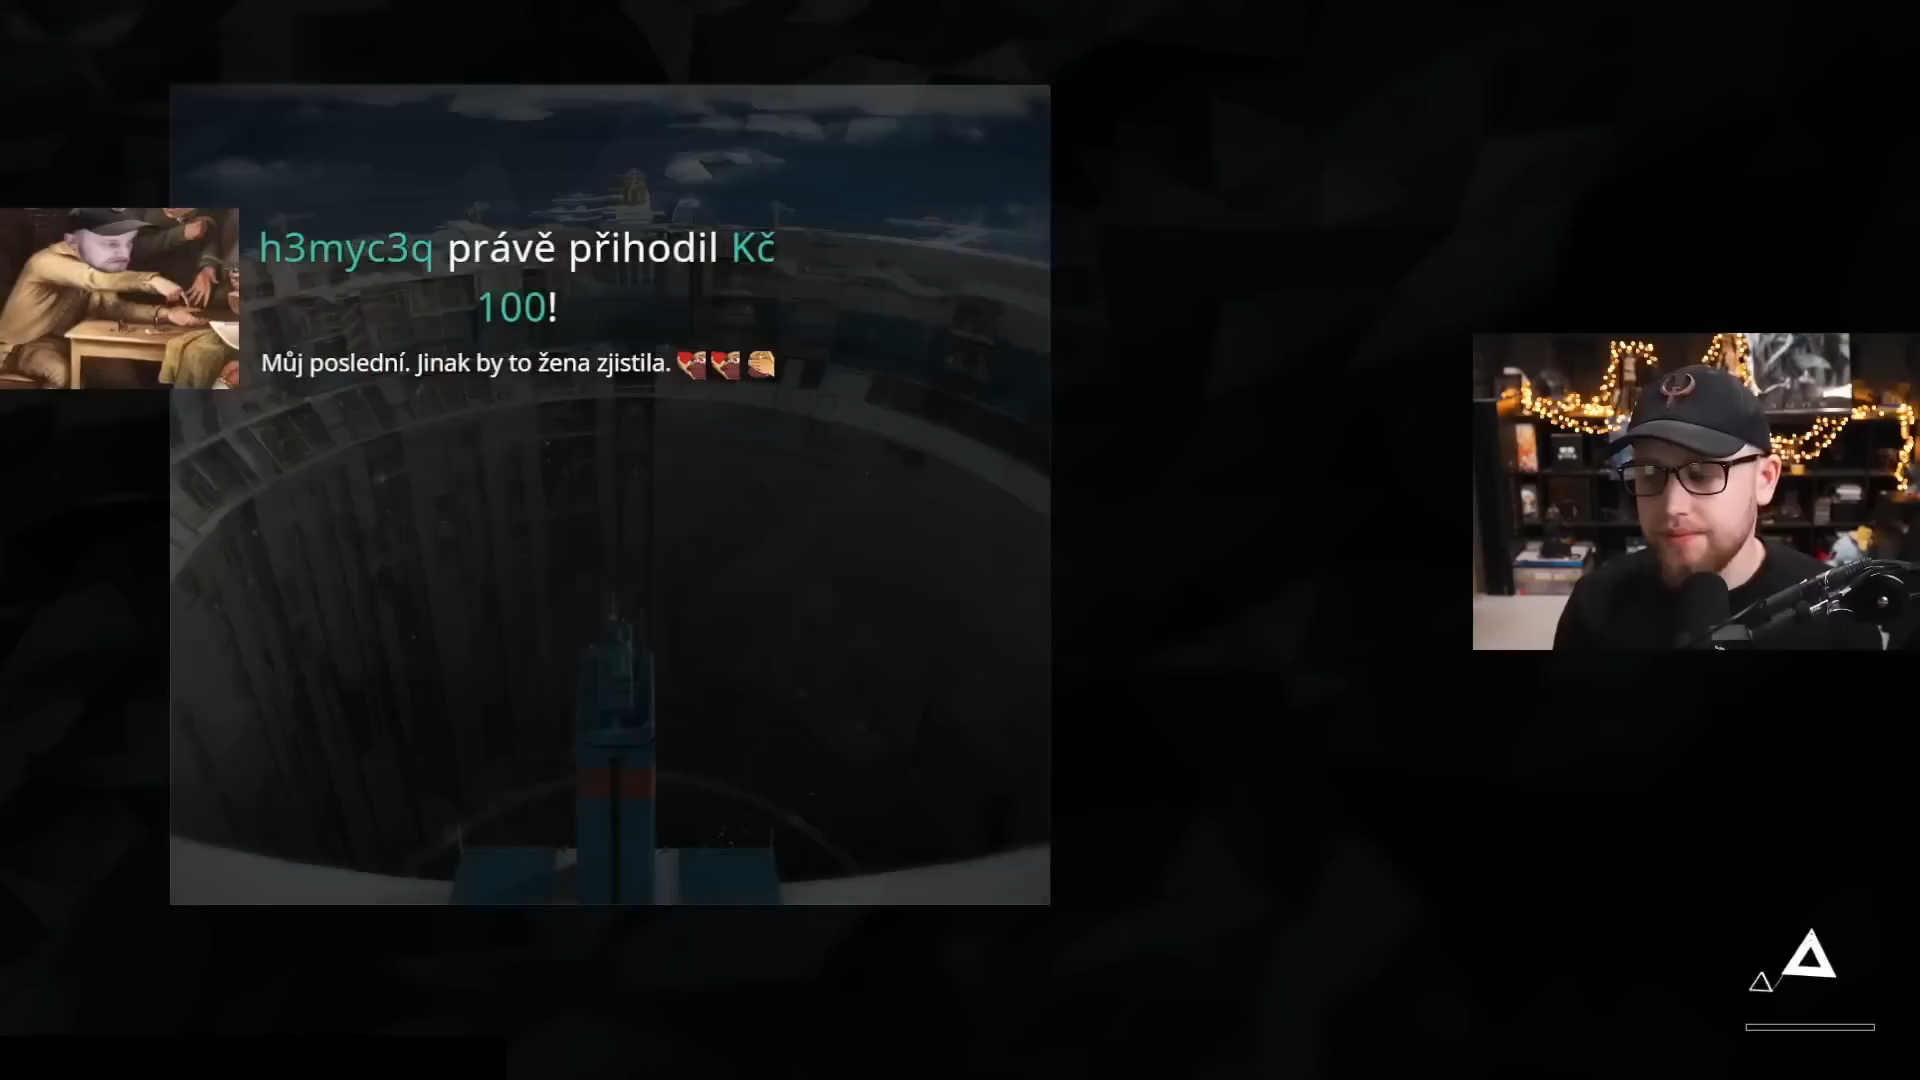 h3myc3q právě přihodil Kč
100!
Můj poslední. Jinak by to žena zjistila.